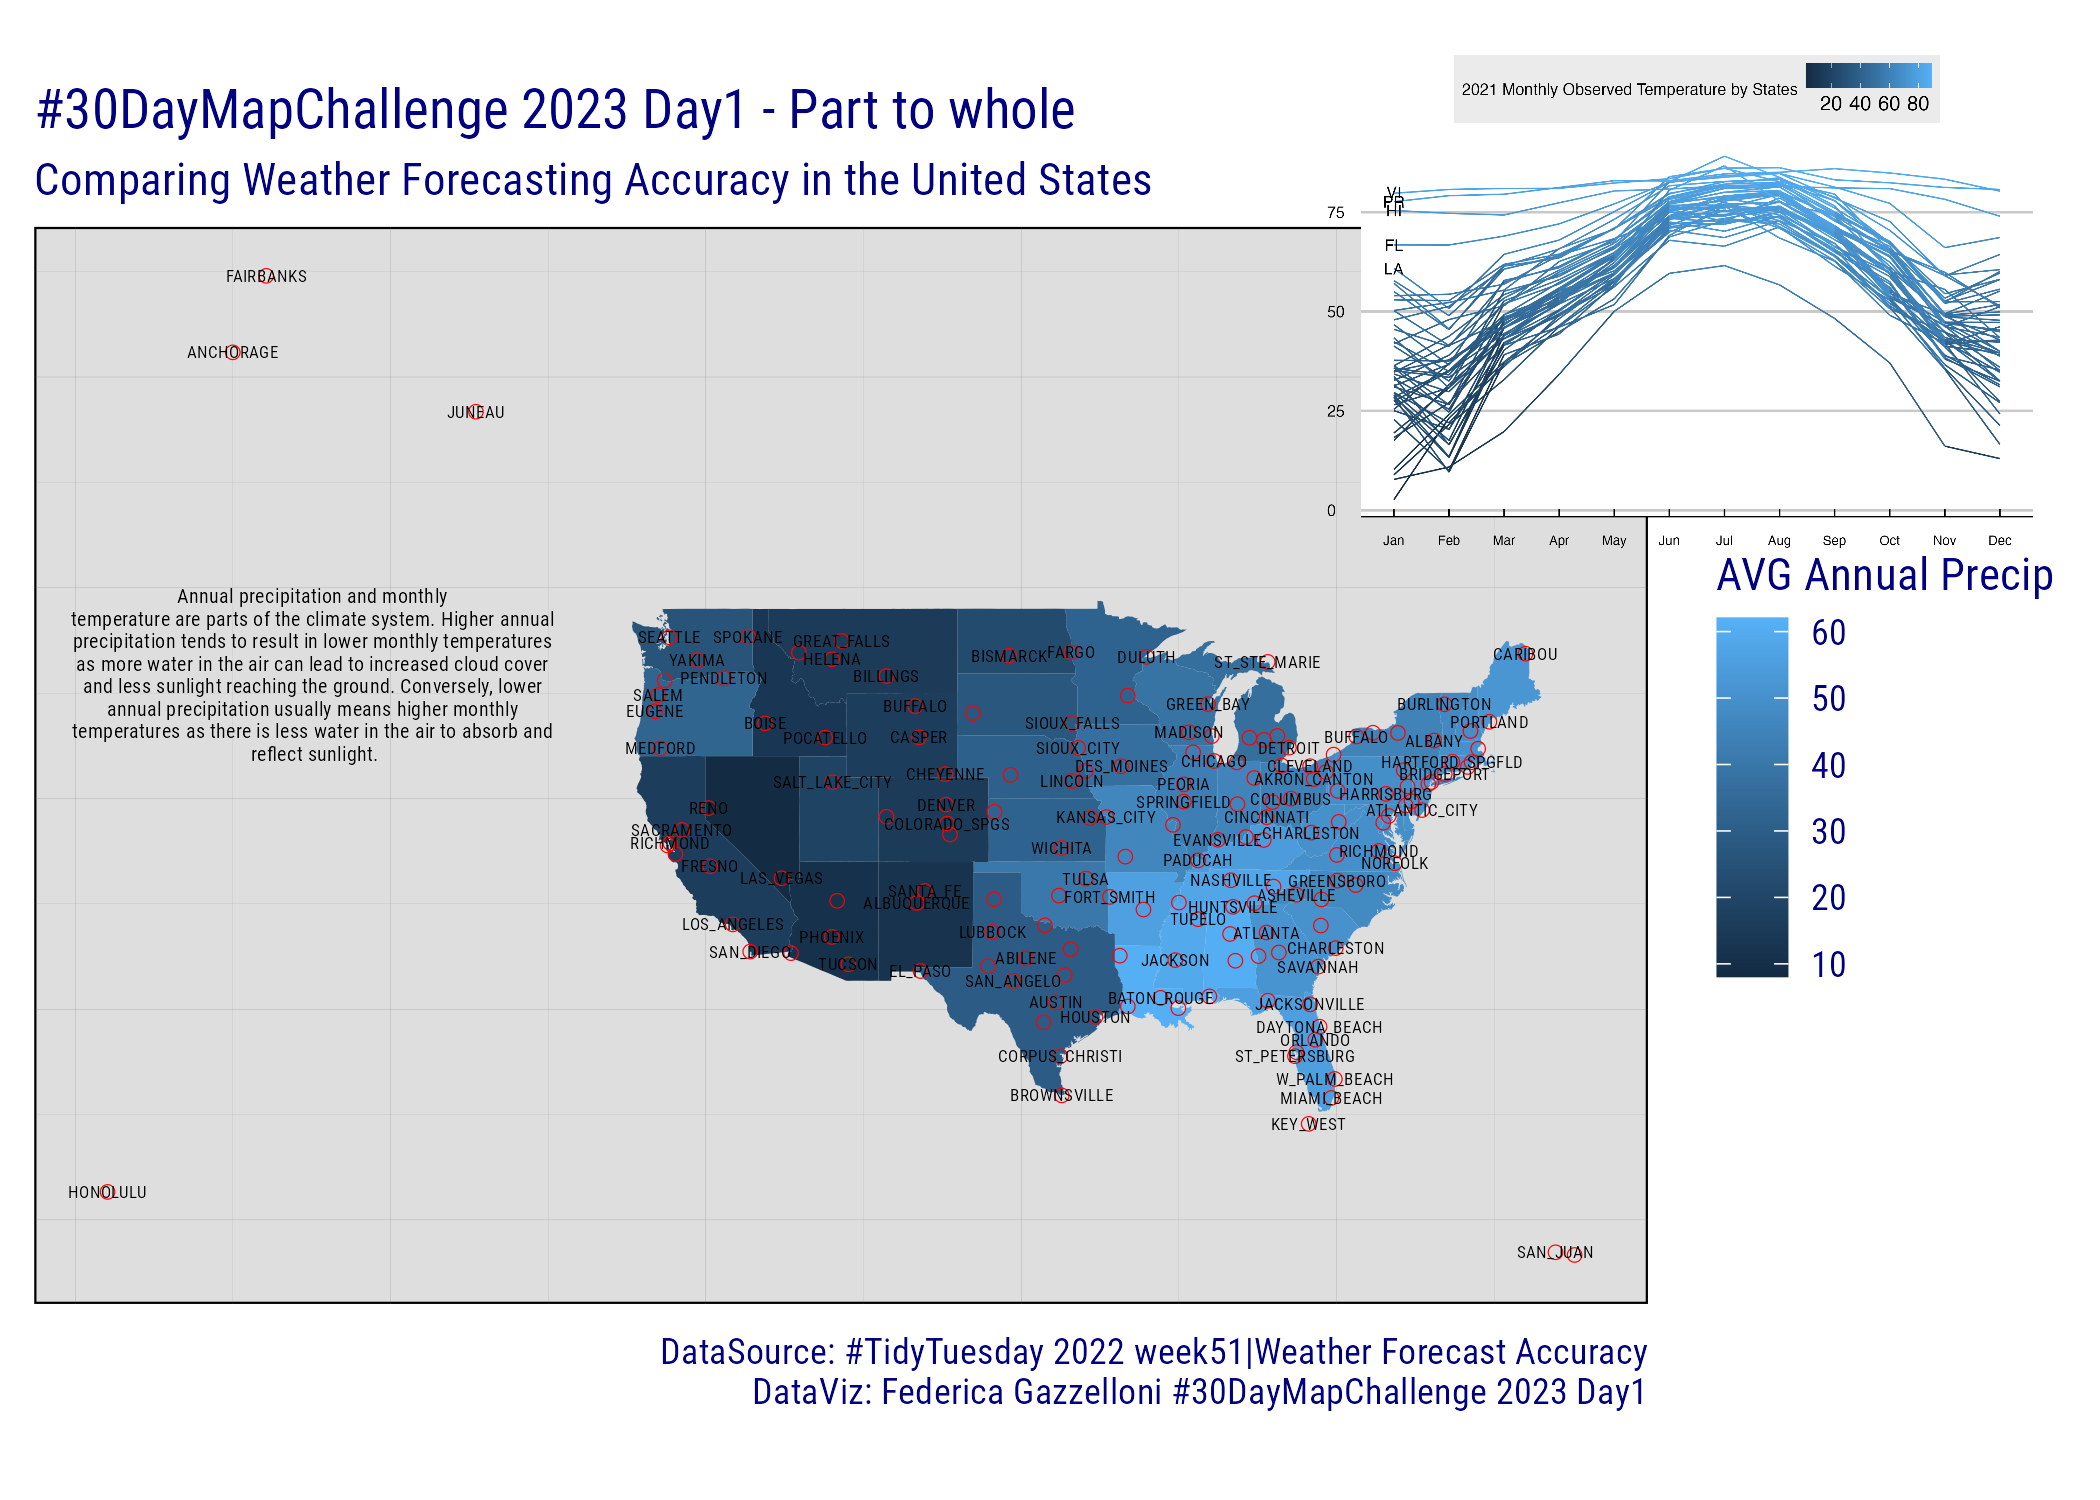 #30DayMapChallenge 2023 Day1 - Part to whole
Comparing Weather Forecasting Accuracy in the United States
2021 Monthly Observed Temperature by States
20 40 60 80
VI
PR
HI
FL
LA
75
50
25
0
Jan Feb Mar Apr May Jun Jul Aug Sep Oct Nov Dec
AVG Annual Precip
60
50
40
30
20
10
FAIRBANKS
ANCHORAGE
JUNEAU
Annual precipitation and monthly
temperature are parts of the climate system. Higher annual
precipitation tends to result in lower monthly temperatures
as more water in the air can lead to increased cloud cover
and less sunlight reaching the ground. Conversely, lower
annual precipitation usually means higher monthly
temperatures as there is less water in the air to absorb and
reflect sunlight.
SEATTLE
SPOKANE
GREAT_FALLS
YAKIMA
HELENA
PENDLETON
BILLINGS
SALEM
EUGENE
BOISE
POCATELLO
MEDFORD
BUFFALO
CASPER
BISMARCK
FARGO
DULUTH
ST_STE_MARIE
CARIBOU
GREEN_BAY
BURLINGTON
PORTLAND
SIOUX_FALLS
MADISON
BUFFALO
ALBANY
SIOUX_CITY
DETROIT
DES_MOINES
CHICAGO
CLEVELAND
HARTFORD_SPGFLD
BRIDGEPORT
SALT_LAKE_CITY
CHEYENNE
LINCOLN
PEORIA
AKRON_CANTON
HARRISBURG
RENO
DENVER
SPRINGFIELD
COLUMBUS
ATLANTIC_CITY
COLORADO_SPGS
KANSAS_CITY
CINCINNATI
SACRAMENTO
RICHMOND
EVANSVILLE
CHARLESTON
WICHITA
PADUCAH
RICHMOND
NORFOLK
FRESNO
LAS_VEGAS
SANTA_FE
ALBUQUERQUE
TULSA
FORT_SMITH
NASHVILLE
GREENSBORO
ASHEVILLE
HUNTSVILLE
TUPELO
LOS_ANGELES
PHOENIX
LUBBOCK
ATLANTA
SAN_DIEGO
TUCSON
EL_PASO
ABILENE
SAN_ANGELO
JACKSON
CHARLESTON
SAVANNAH
AUSTIN
HOUSTON
BATON_ROUGE
JACKSONVILLE
DAYTONA_BEACH
ORLANDO
CORPUS_CHRISTI
ST_PETERSBURG
W_PALM_BEACH
BROWNSVILLE
MIAMI_BEACH
KEY_WEST
HONOLULU
SAN_JUAN
DataSource: #TidyTuesday 2022 week51|Weather Forecast Accuracy
DataViz: Federica Gazzelloni #30DayMapChallenge 2023 Day1